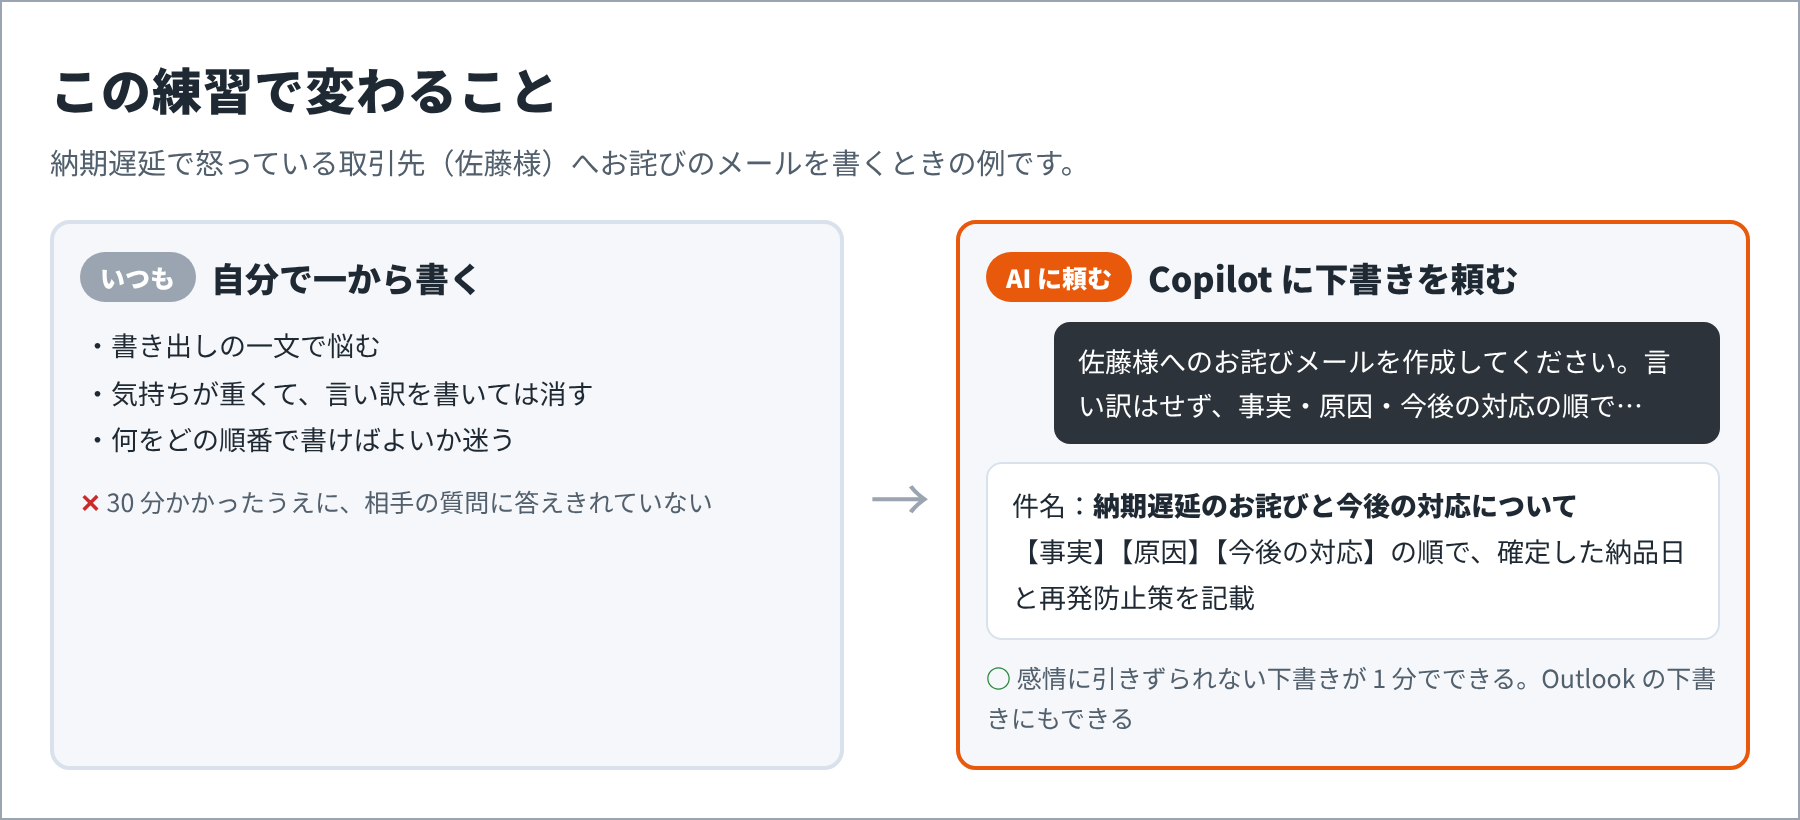 この練習で変わること
納期遅延で怒っている取引先（佐藤様）へお詫びのメールを書くときの例です。
いつも 自分で一から書く
・書き出しの一文で悩む
・気持ちが重くて、言い訳を書いては消す
・何をどの順番で書けばよいか迷う
× 30 分かかったうえに、相手の質問に答えきれていない
→
AI に頼む Copilot に下書きを頼む
佐藤様へのお詫びメールを作成してください。言
い訳はせず、事実・原因・今後の対応の順で…
件名：納期遅延のお詫びと今後の対応について
【事実】【原因】【今後の対応】の順で、確定した納品日
と再発防止策を記載
○ 感情に引きずられない下書きが 1 分でできる。Outlook の下書
きにもできる